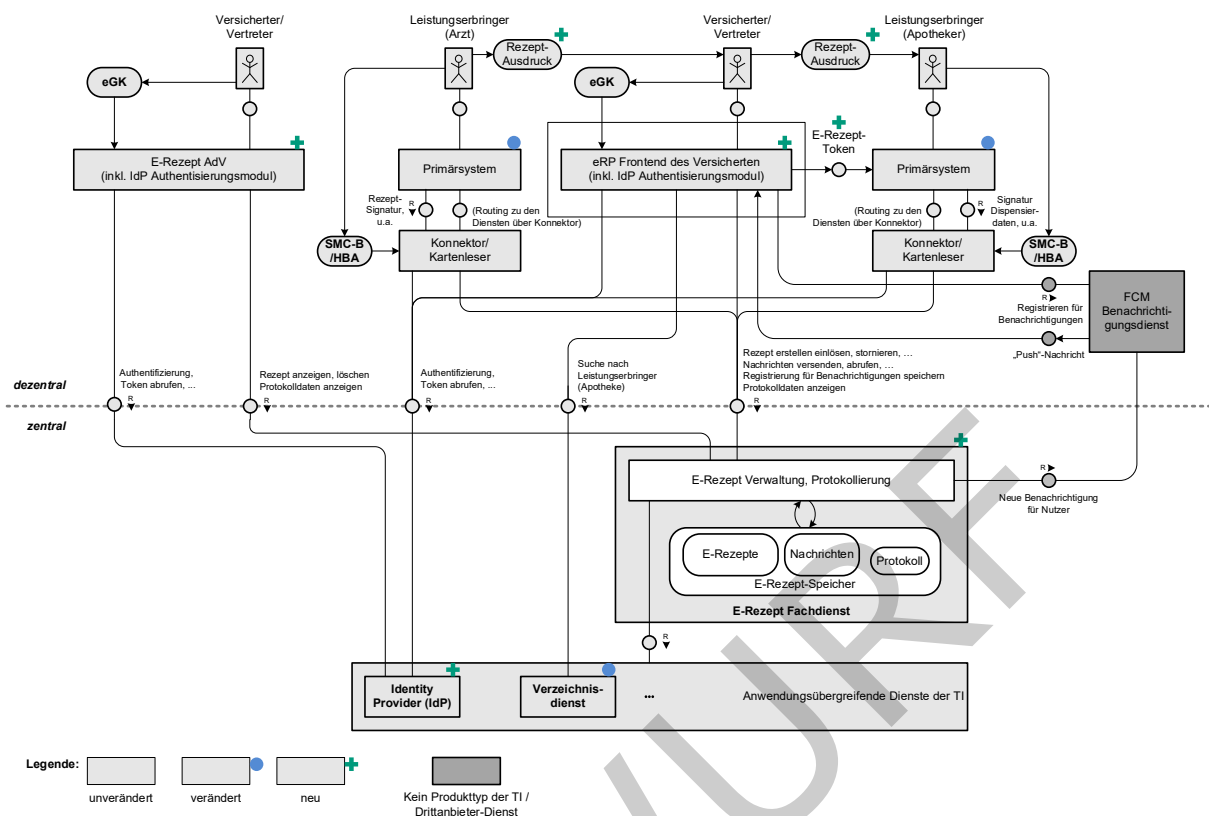 Versicherter/
Vertreter
Leistungserbringer
(Arzt)
Versicherter/
Vertreter
Leistungserbringer
(Apotheker)
Rezept-
Ausdruck
Rezept-
Ausdruck
eGK
eGK
E-Rezept-
Token
E-Rezept AdV
(inkl. IdP Authentisierungsmodul)
Primärsystem
eRP Frontend des Versicherten
(inkl. IdP Authentisierungsmodul)
Primärsystem
Rezept-
Signatur,
u.a.
R
(Routing zu den
Diensten über Konnektor)
(Routing zu den
Diensten über Konnektor)
R
Signatur
Dispensier-
daten, u.a.
SMC-B
/HBA
Konnektor/
Kartenleser
Konnektor/
Kartenleser
SMC-B
/HBA
R
Registrieren für
Benachrichtigungen
FCM
Benachrichti-
gungsdienst
„Push“-Nachricht
R
Authentifizierung,
Token abrufen, ...
Rezept anzeigen, löschen
Protokolldaten anzeigen
Authentifizierung,
Token abrufen, ...
Suche nach
Leistungserbringer
(Apotheke)
Rezept erstellen einlösen, stornieren, …
Nachrichten versenden, abrufen, …
Registrierung für Benachrichtigungen speichern
Protokolldaten anzeigen
dezentral
R
R
R
R
R
zentral
E-Rezept Verwaltung, Protokollierung
R
Neue Benachrichtigung
für Nutzer
E-Rezepte
Nachrichten
Protokoll
E-Rezept-Speicher
E-Rezept Fachdienst
R
Identity
Provider (IdP)
Verzeichnis-
dienst
...
Anwendungsübergreifende Dienste der TI
Legende:
unverändert
verändert
neu
Kein Produkttyp der TI /
Drittanbieter-Dienst